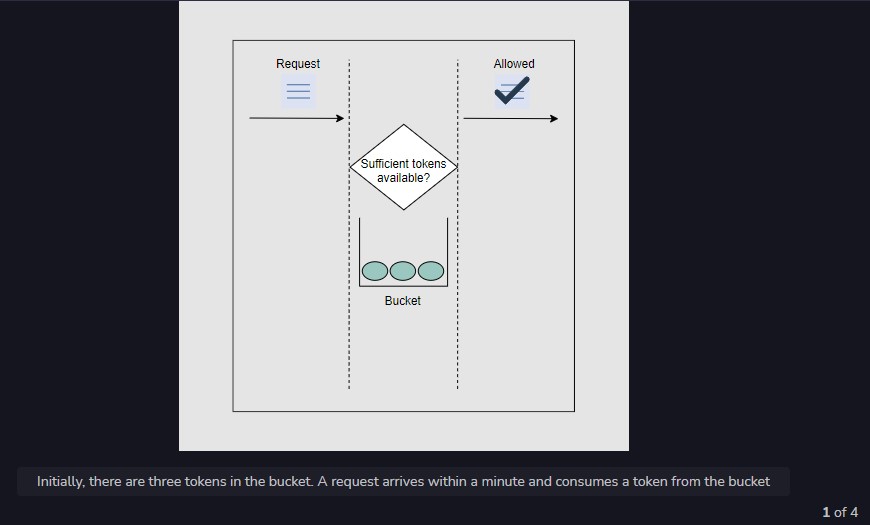 Request
Allowed
Sufficient tokens
available?
Bucket
Initially, there are three tokens in the bucket. A request arrives within a minute and consumes a token from the bucket
1 of 4